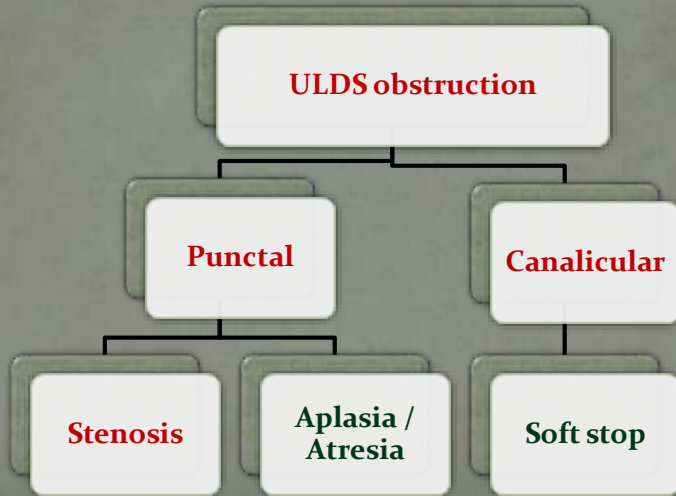 ULDS obstruction
Punctal
Canalicular
Stenosis
Aplasia /
Atresia
Soft stop